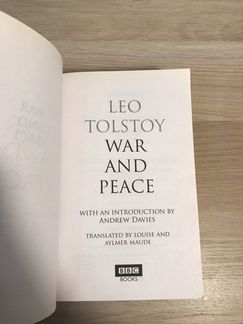 LEO
TOLSTOY
WAR
AND
PEACE
WITH AN INTRODUCTION BY
ANDREW DAVIES
TRANSLATED BY LOUISE AND
AYLMER MAUDE
BBC
BOOKS